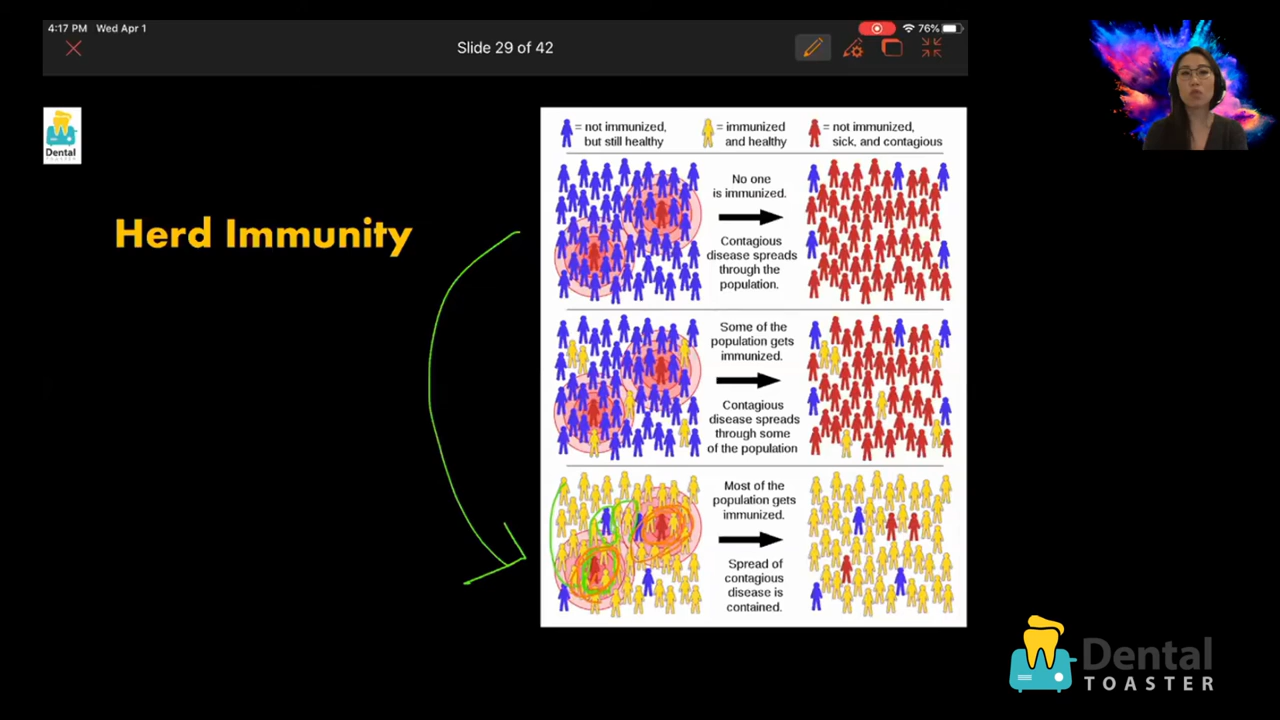 4:17 PM Wed Apr 1
76%
Slide 29 of 42
Dental
TOASTER
Herd Immunity
= not immunized,
but still healthy
= immunized
and healthy
= not immunized,
sick, and contagious
No one
is immunized.
Contagious
disease spreads
through the
population.
Some of the
population gets
immunized.
Contagious
disease spreads
through some
of the population
Most of the
population gets
immunized.
Spread of
contagious
disease is
contained.
Dental
TOASTER